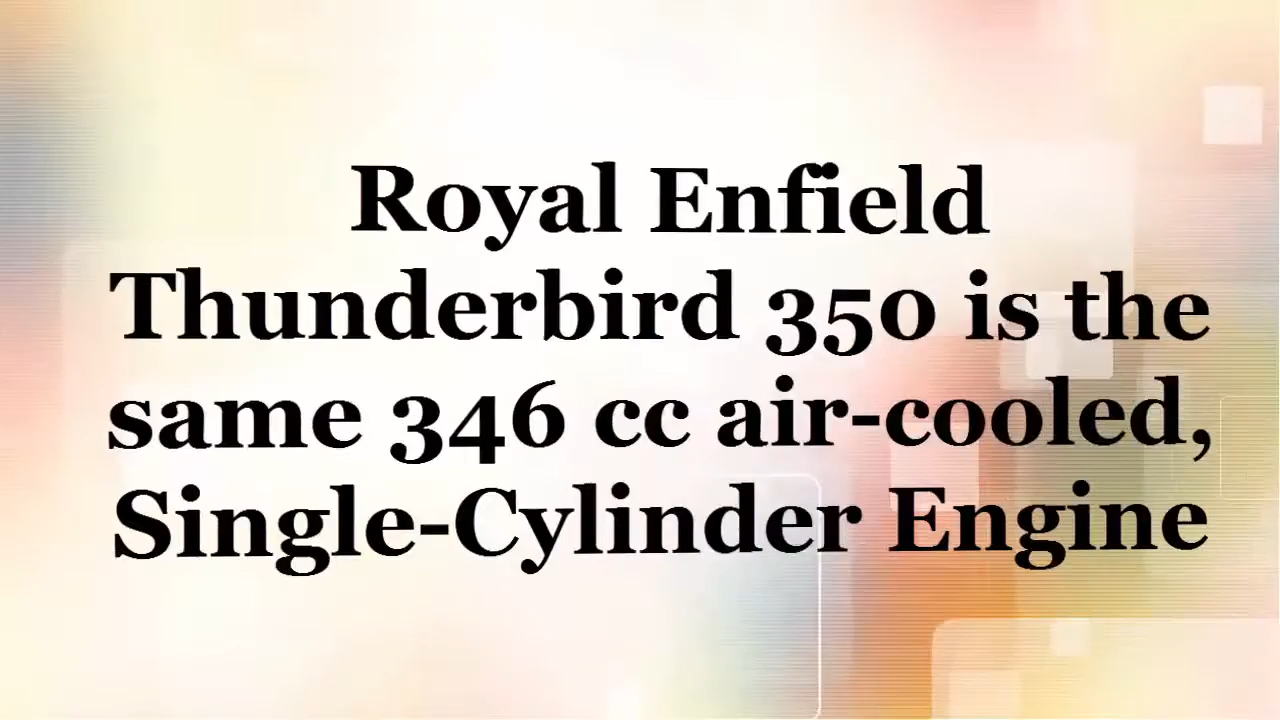 Royal Enfield
Thunderbird 350 is the
same 346 cc air-cooled,
Single-Cylinder Engine